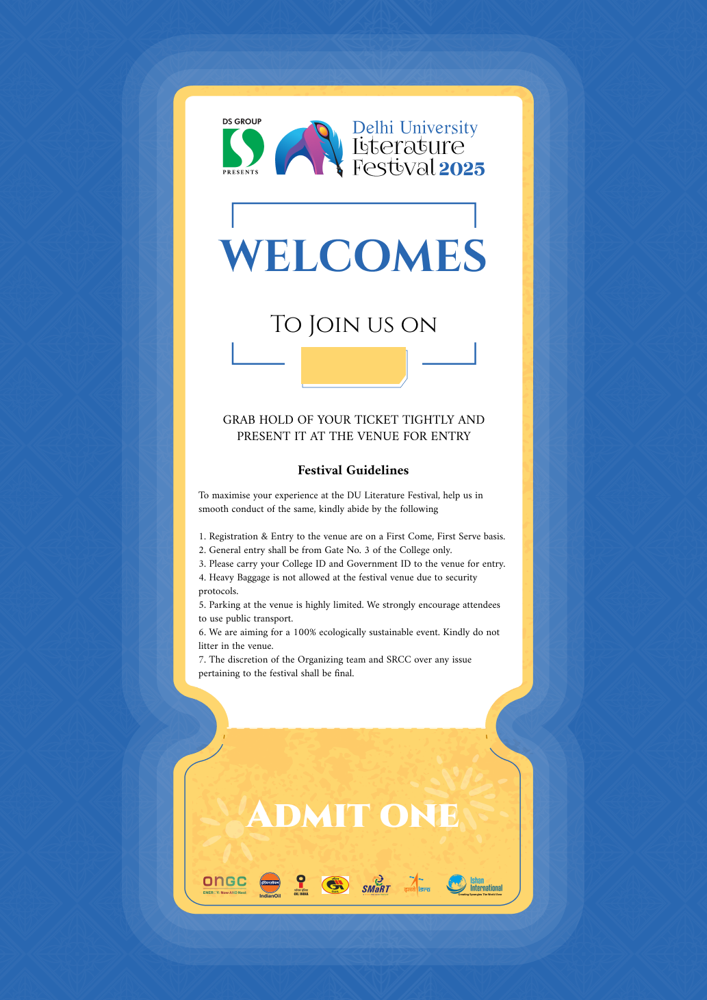 DS GROUP
PRESENTS
Delhi University
Literature
Festival 2025
WELCOMES
To Join us on
GRAB HOLD OF YOUR TICKET TIGHTLY AND
PRESENT IT AT THE VENUE FOR ENTRY
Festival Guidelines
To maximise your experience at the DU Literature Festival, help us in
smooth conduct of the same, kindly abide by the following
1. Registration & Entry to the venue are on a First Come, First Serve basis.
2. General entry shall be from Gate No. 3 of the College only.
3. Please carry your College ID and Government ID to the venue for entry.
4. Heavy Baggage is not allowed at the festival venue due to security
protocols.
5. Parking at the venue is highly limited. We strongly encourage attendees
to use public transport.
6. We are aiming for a 100% ecologically sustainable event. Kindly do not
litter in the venue.
7. The discretion of the Organizing team and SRCC over any issue
pertaining to the festival shall be final.
Admit one
ONGC
ENERGY: Now AND Next
इंडियनऑयल
IndianOil
ऑयल इंडिया
OIL INDIA
गेल
GAIL
SMaRT
इसरो isro
Ishan
International
Creating Synergies The World Over